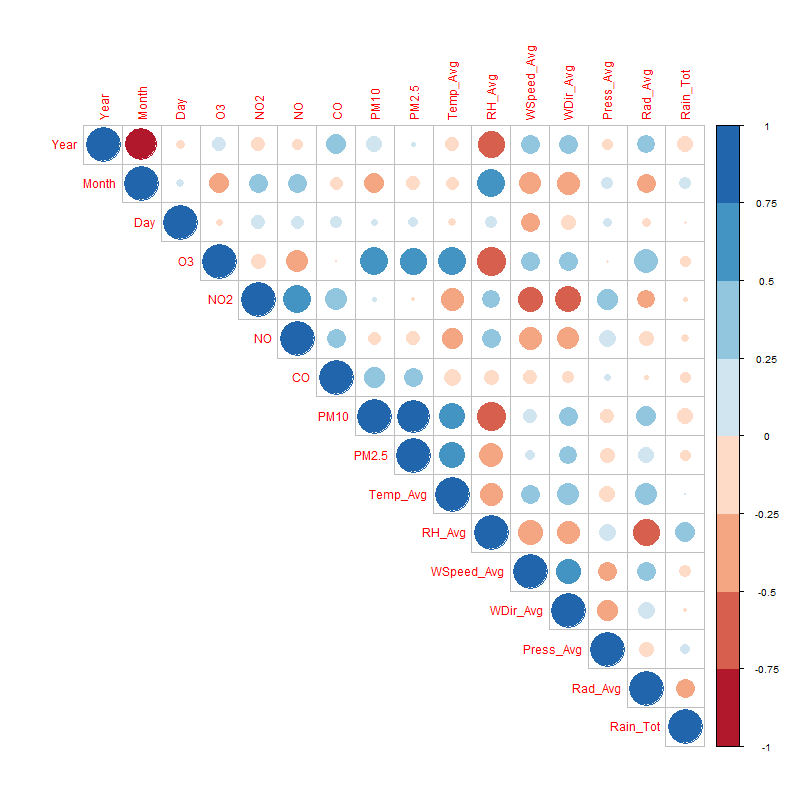 Year
Month
Day
O3
NO2
NO
CO
PM10
PM2.5
Temp_Avg
RH_Avg
WSpeed_Avg
WDir_Avg
Press_Avg
Rad_Avg
Rain_Tot
Year
Month
Day
O3
NO2
NO
CO
PM10
PM2.5
Temp_Avg
RH_Avg
WSpeed_Avg
WDir_Avg
Press_Avg
Rad_Avg
Rain_Tot
1
0.75
0.5
0.25
0
-0.25
-0.5
-0.75
-1